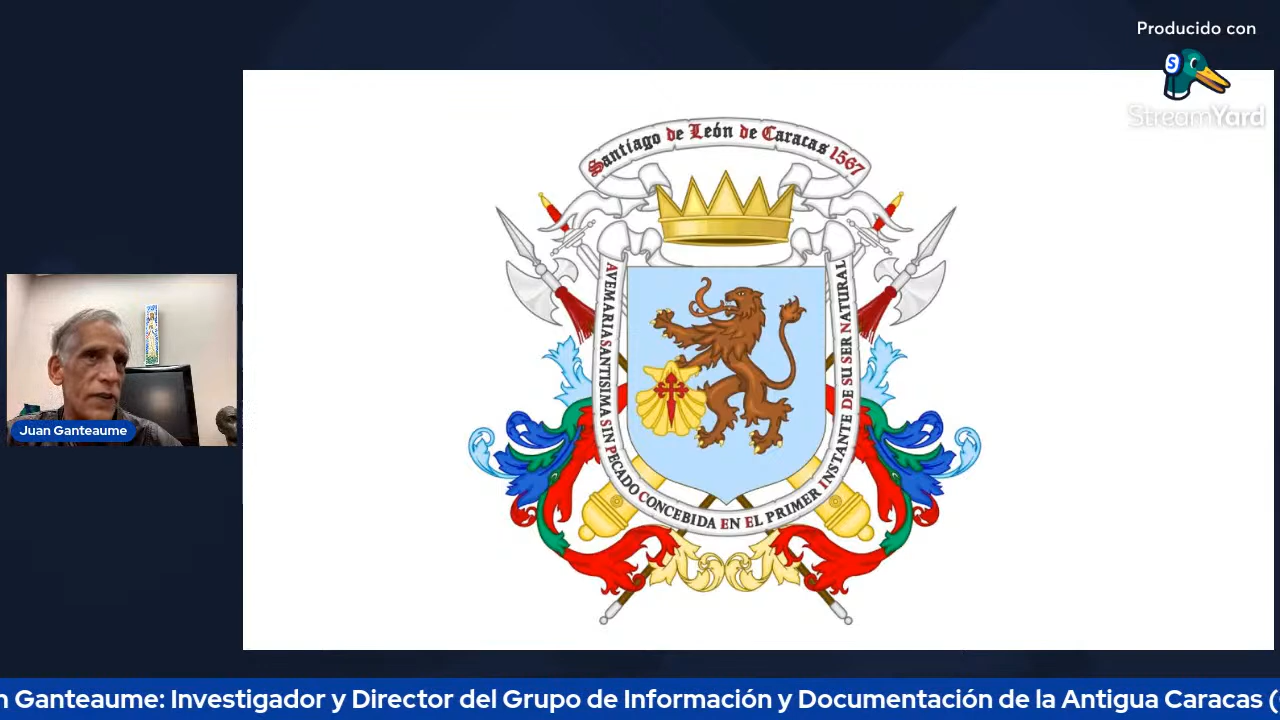 Producido con
S
StreamYard
Santiago de León de Caracas 1567
AVEMARIA SANTISIMA SIN PECADO CONCEBIDA EN EL PRIMER INSTANTE DE SU SER NATURAL
Juan Ganteaume
n Ganteaume: Investigador y Director del Grupo de Información y Documentación de la Antigua Caracas (